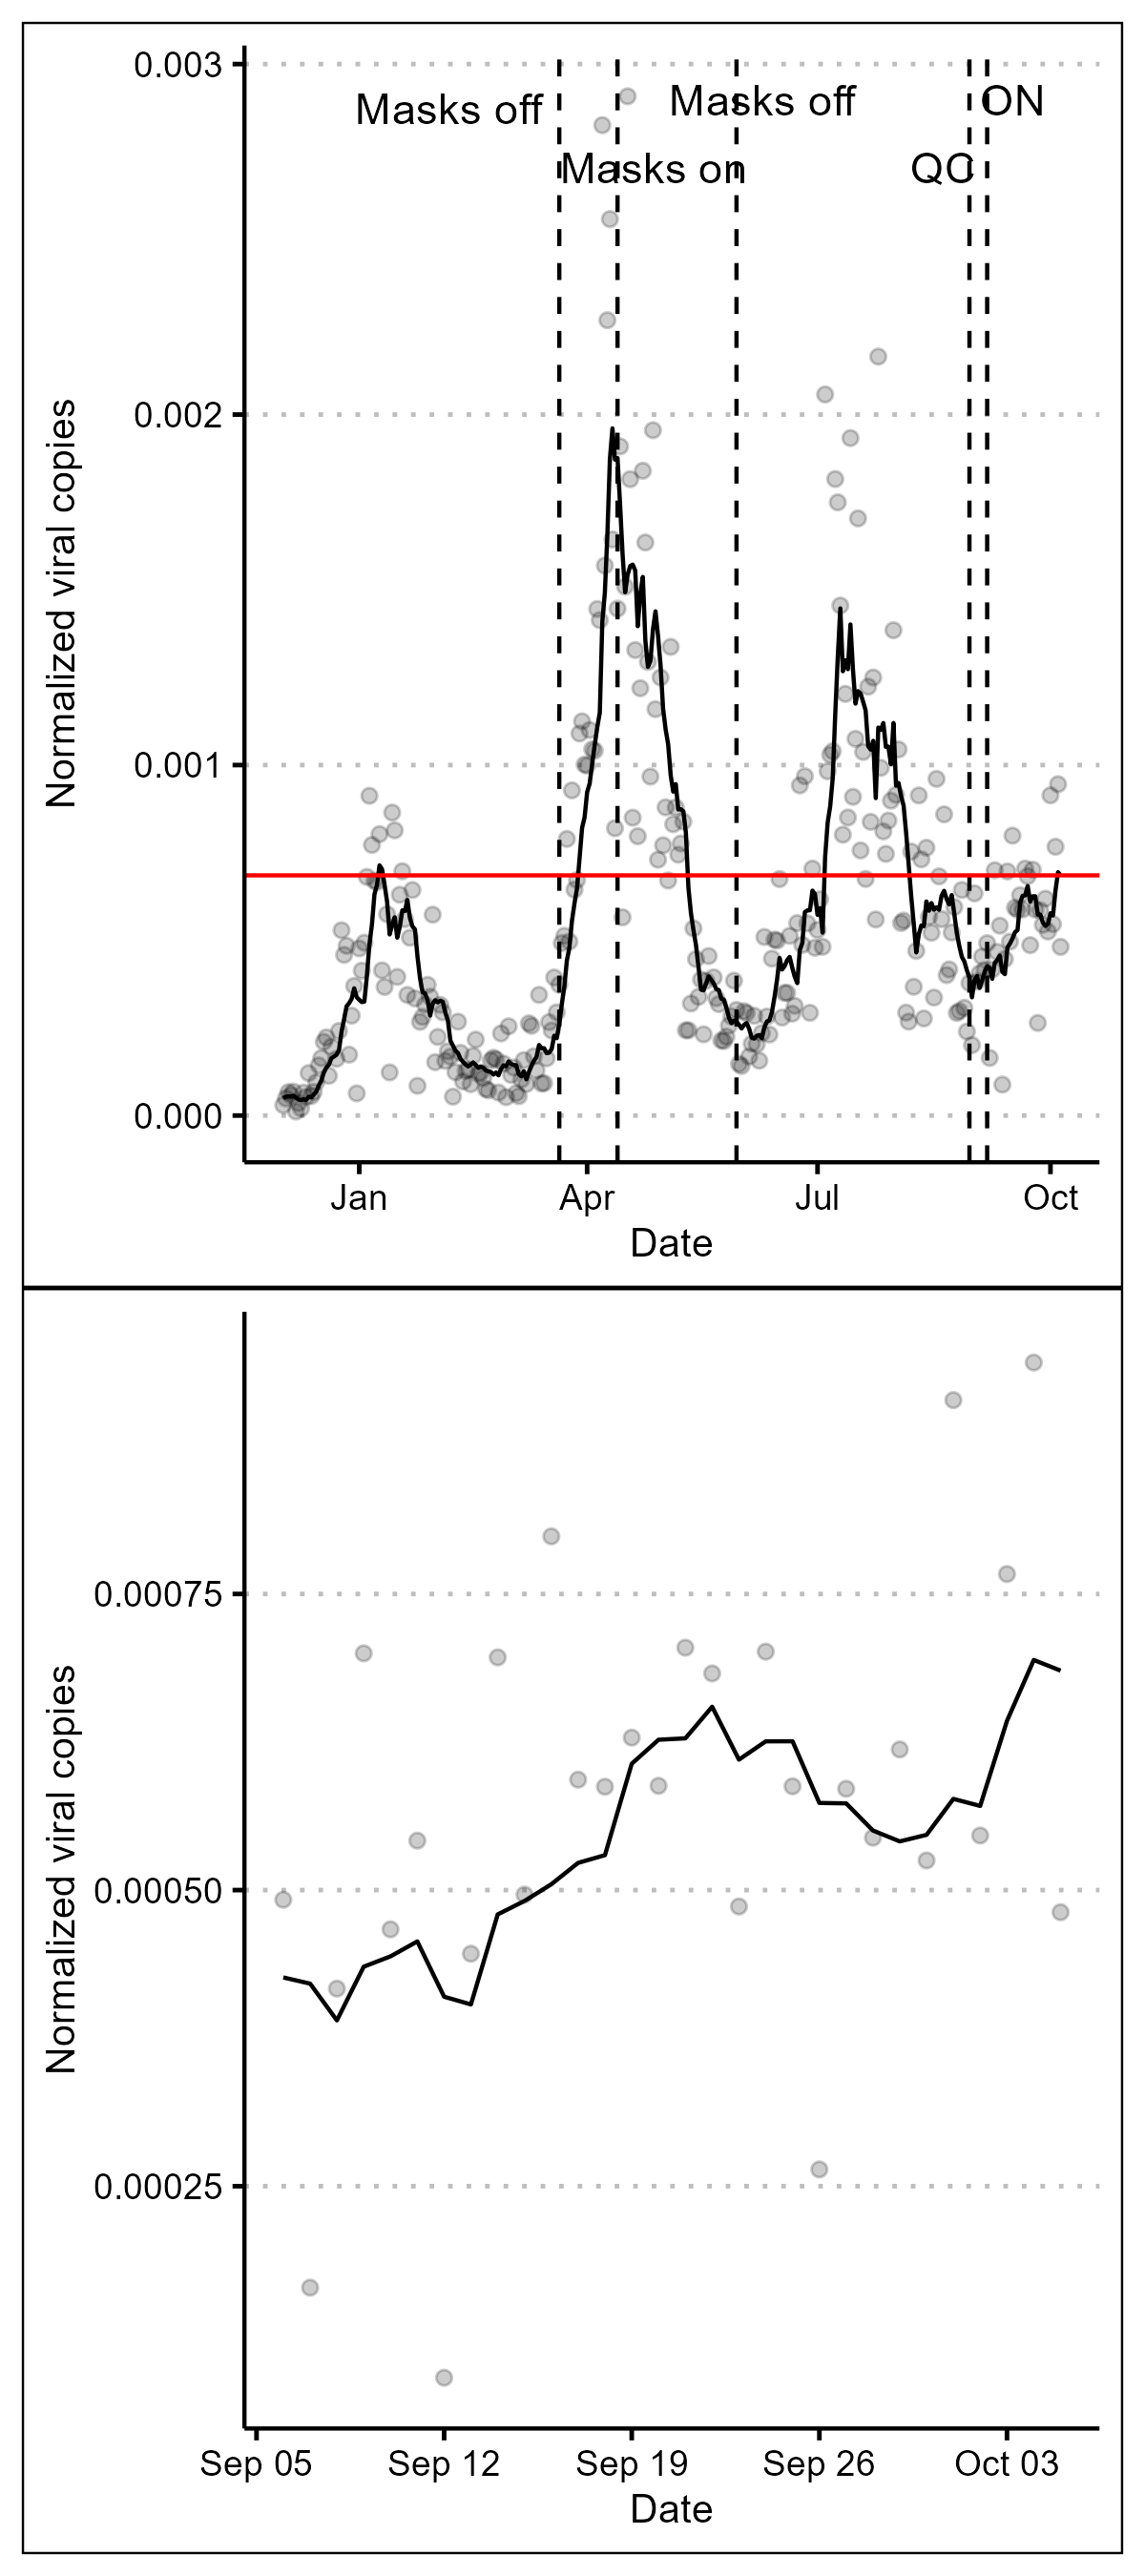 0.003
Masks off
Masks off
ON
Masks on
QC
0.002
Normalized viral copies
0.001
0.000
Jan
Apr
Jul
Oct
Date
0.00075
Normalized viral copies
0.00050
0.00025
Sep 05
Sep 12
Sep 19
Sep 26
Oct 03
Date